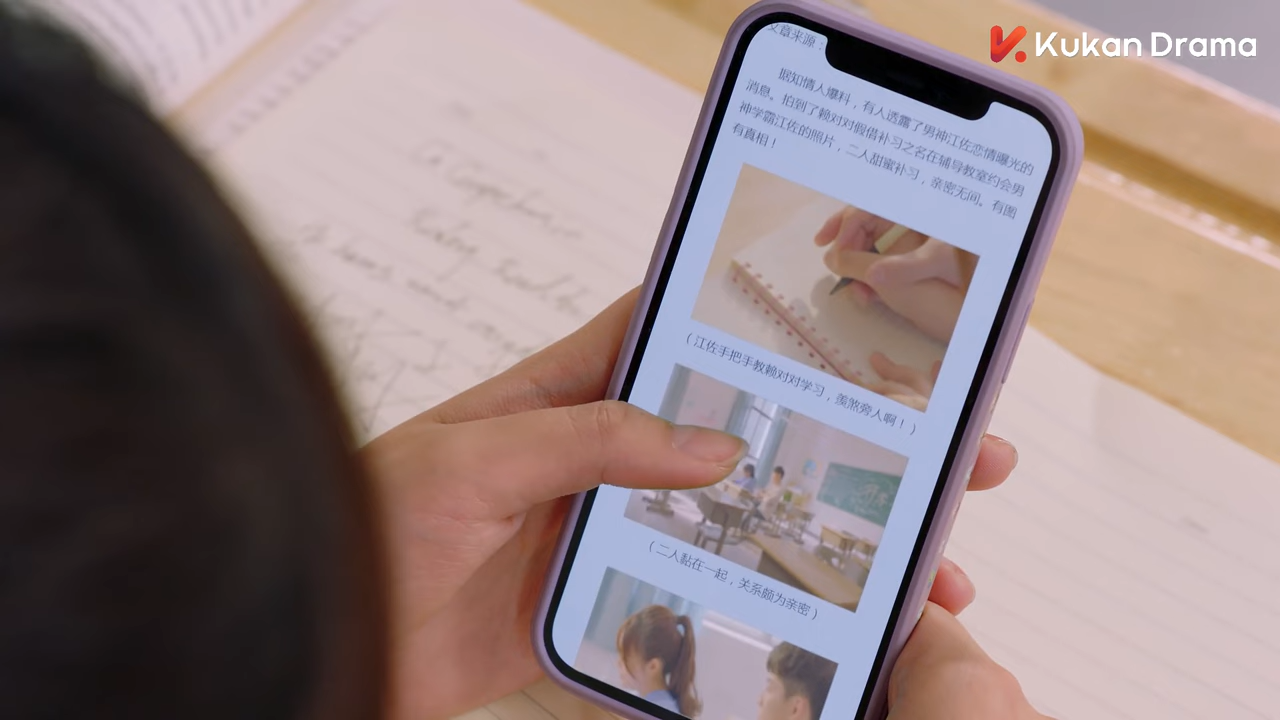 Kukan Drama
文章来源:
据知情人爆料，有人透露了男神江佐恋情曝光的
消息。拍到了赖对对假借补习之名在辅导教室约会男
神学霸江佐的照片，二人甜蜜补习，亲密无间。有图
有真相！
（江佐手把手教赖对对学习，羡煞旁人啊！）
（二人黏在一起，关系颇为亲密）